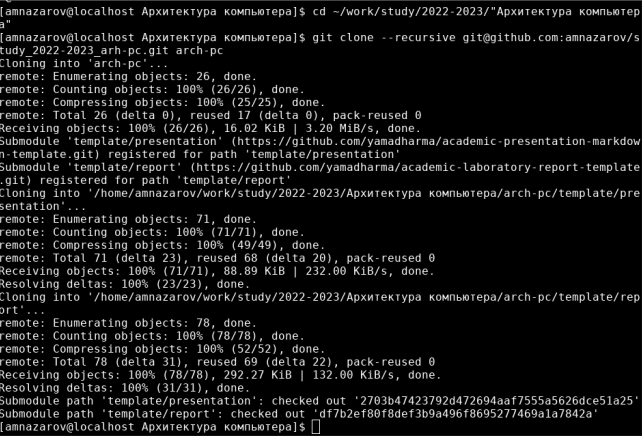 [amnazarov@localhost Архитектура компьютера]$ cd ~/work/study/2022-2023/"Архитектура компьютер
а"
[amnazarov@localhost Архитектура компьютера]$ git clone --recursive git@github.com:amnazarov/s
tudy_2022-2023_arh-pc.git arch-pc
Cloning into 'arch-pc'...
remote: Enumerating objects: 26, done.
remote: Counting objects: 100% (26/26), done.
remote: Compressing objects: 100% (25/25), done.
remote: Total 26 (delta 0), reused 17 (delta 0), pack-reused 0
Receiving objects: 100% (26/26), 16.02 KiB | 3.20 MiB/s, done.
Submodule 'template/presentation' (https://github.com/yamadharma/academic-presentation-markdow
n-template.git) registered for path 'template/presentation'
Submodule 'template/report' (https://github.com/yamadharma/academic-laboratory-report-template
.git) registered for path 'template/report'
Cloning into '/home/amnazarov/work/study/2022-2023/Архитектура компьютера/arch-pc/template/pre
sentation'...
remote: Enumerating objects: 71, done.
remote: Counting objects: 100% (71/71), done.
remote: Compressing objects: 100% (49/49), done.
remote: Total 71 (delta 23), reused 68 (delta 20), pack-reused 0
Receiving objects: 100% (71/71), 88.89 KiB | 232.00 KiB/s, done.
Resolving deltas: 100% (23/23), done.
Cloning into '/home/amnazarov/work/study/2022-2023/Архитектура компьютера/arch-pc/template/rep
ort'...
remote: Enumerating objects: 78, done.
remote: Counting objects: 100% (78/78), done.
remote: Compressing objects: 100% (52/52), done.
remote: Total 78 (delta 31), reused 69 (delta 22), pack-reused 0
Receiving objects: 100% (78/78), 292.27 KiB | 132.00 KiB/s, done.
Resolving deltas: 100% (31/31), done.
Submodule path 'template/presentation': checked out '2703b47423792d472694aaf7555a5626dce51a25'
Submodule path 'template/report': checked out 'df7b2ef80f8def3b9a496f8695277469a1a7842a'
[amnazarov@localhost Архитектура компьютера]$